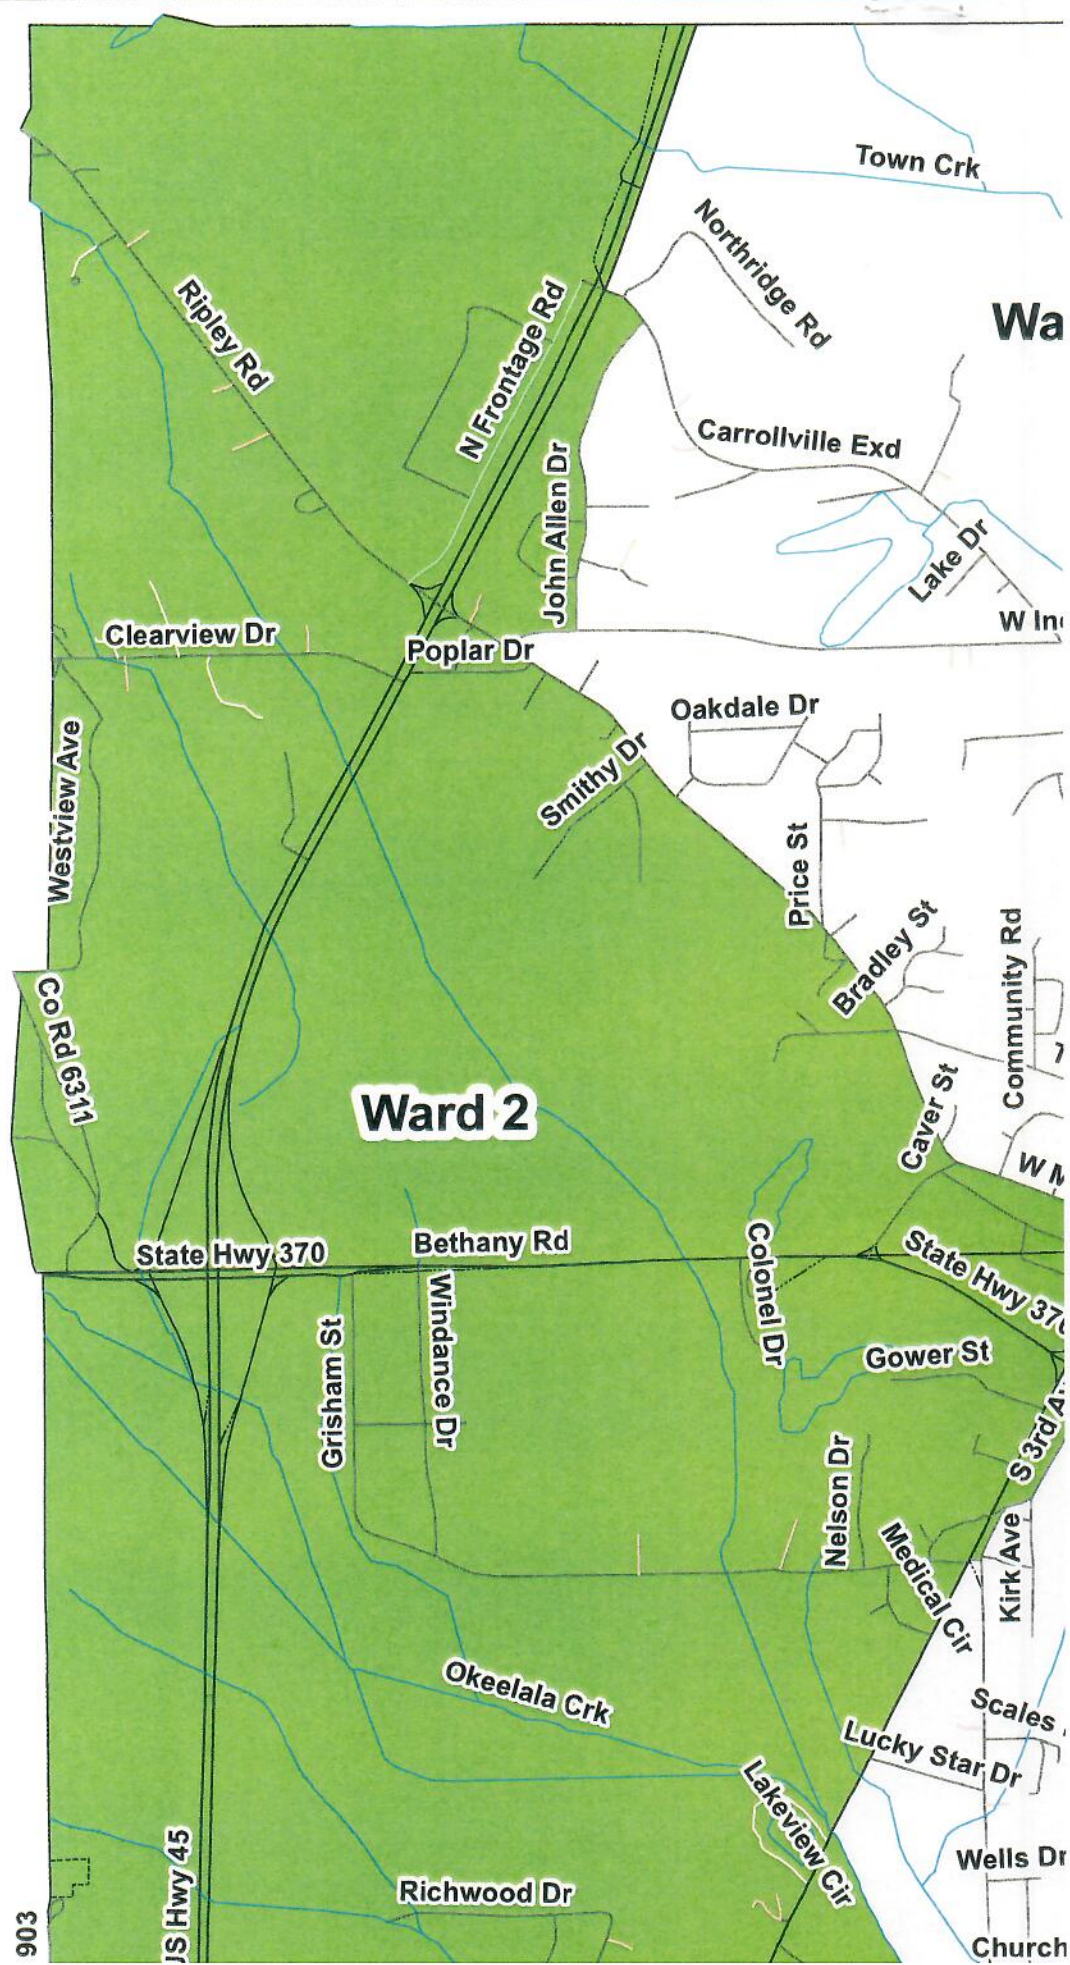 Town Crk
Northridge Rd
Ripley Rd
N Frontage Rd
Wa
Carrollville Exd
John Allen Dr
Lake Dr
W In
Clearview Dr
Poplar Dr
Oakdale Dr
Smithy Dr
Westview Ave
Price St
Bradley St
Community Rd
Co Rd 6311
Ward 2
Caver St
W M
State Hwy 370
Bethany Rd
Colonel Dr
State Hwy 370
Grisham St
Windance Dr
Gower St
S 3rd A
Nelson Dr
Medical Cir
Kirk Ave
Okeelala Crk
Scales
Lucky Star Dr
Lakeview Cir
US Hwy 45
Wells Dr
Richwood Dr
903
Church